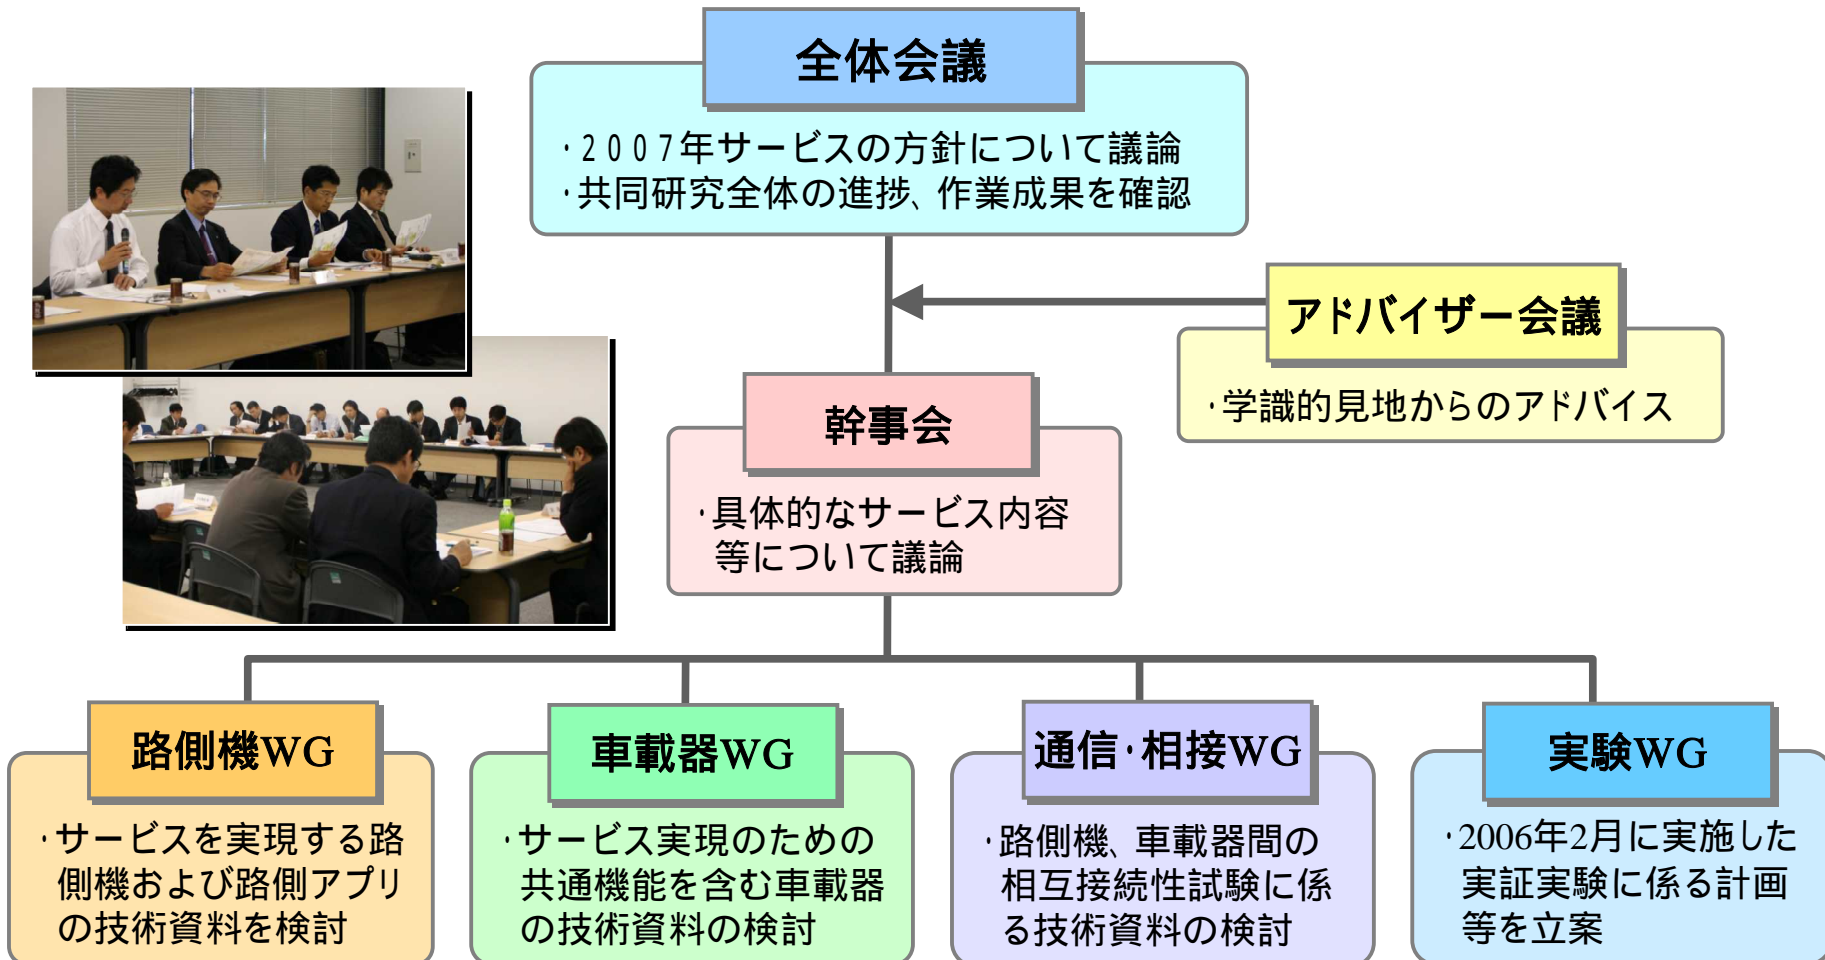 全体会議
・２００７年サービスの方針について議論
・共同研究全体の進捗、作業成果を確認
アドバイザー会議
・学識的見地からのアドバイス
幹事会
・具体的なサービス内容
等について議論
路側機WG
・サービスを実現する路
側機および路側アプリ
の技術資料を検討
車載器WG
・サービス実現のための
共通機能を含む車載器
の技術資料の検討
通信・相接WG
・路側機、車載器間の
相互接続性試験に係
る技術資料の検討
実験WG
・2006年2月に実施した
実証実験に係る計画
等を立案